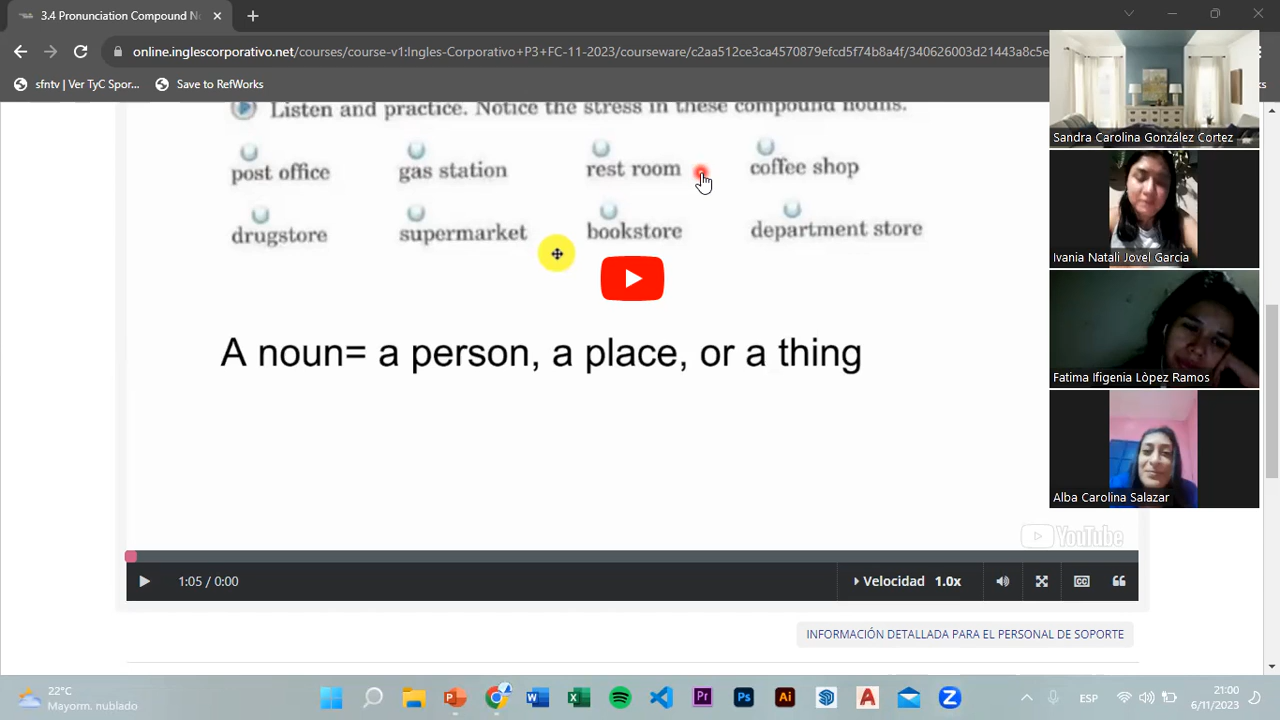 3.4 Pronunciation Compound No
online.inglescorporativo.net/courses/course-v1:Ingles-Corporativo+P3+FC-11-2023/courseware/c2aa512ce3ca4570879efcd5f74b8a4f/340626003d21443a8c5e
sfntv | Ver TyC Spor...
Save to RefWorks
Listen and practice. Notice the stress in these compound nouns.
post office gas station rest room coffee shop
drugstore supermarket bookstore department store
A noun= a person, a place, or a thing
YouTube
1:05 / 0:00
Velocidad 1.0x
CC
INFORMACIÓN DETALLADA PARA EL PERSONAL DE SOPORTE
Sandra Carolina González Cortez
Ivania Natali Jovel Garcia
Fatima Ifigenia Lòpez Ramos
Alba Carolina Salazar
22°C
Mayorm. nublado
ESP
21:00
6/11/2023